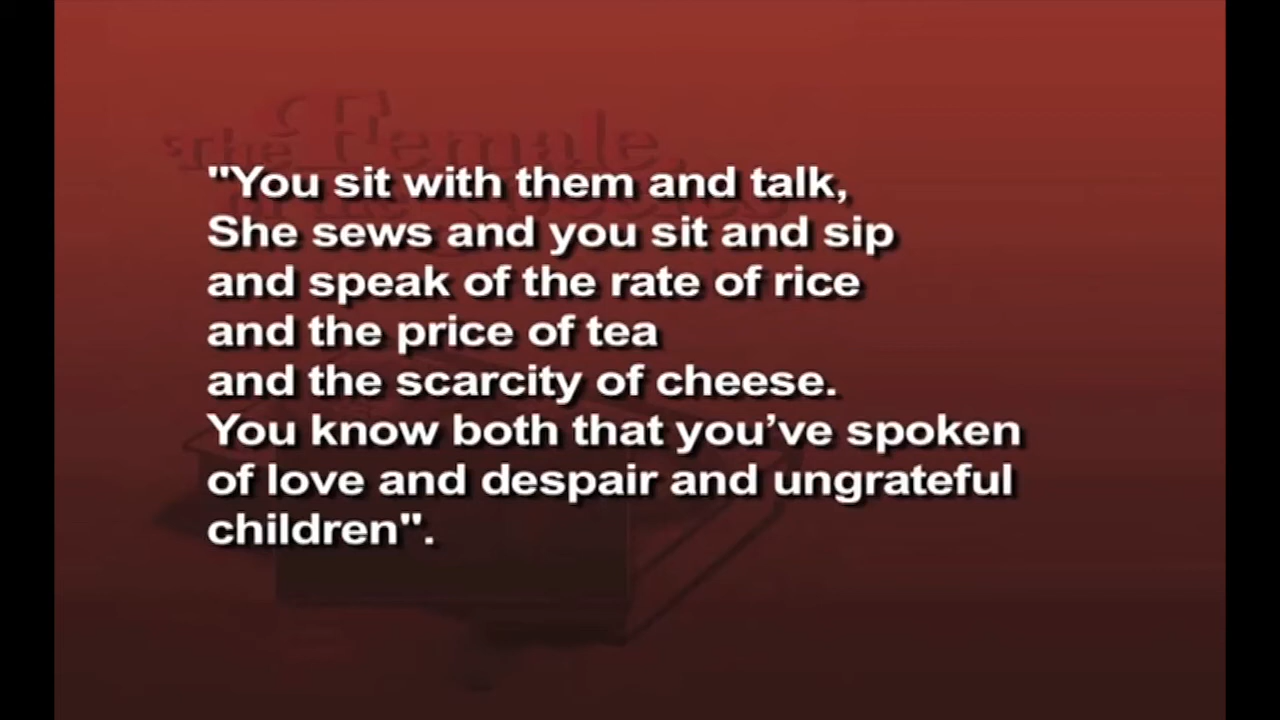 The Female
"You sit with them and talk,
She sews and you sit and sip
and speak of the rate of rice
and the price of tea
and the scarcity of cheese.
You know both that you’ve spoken
of love and despair and ungrateful
children".